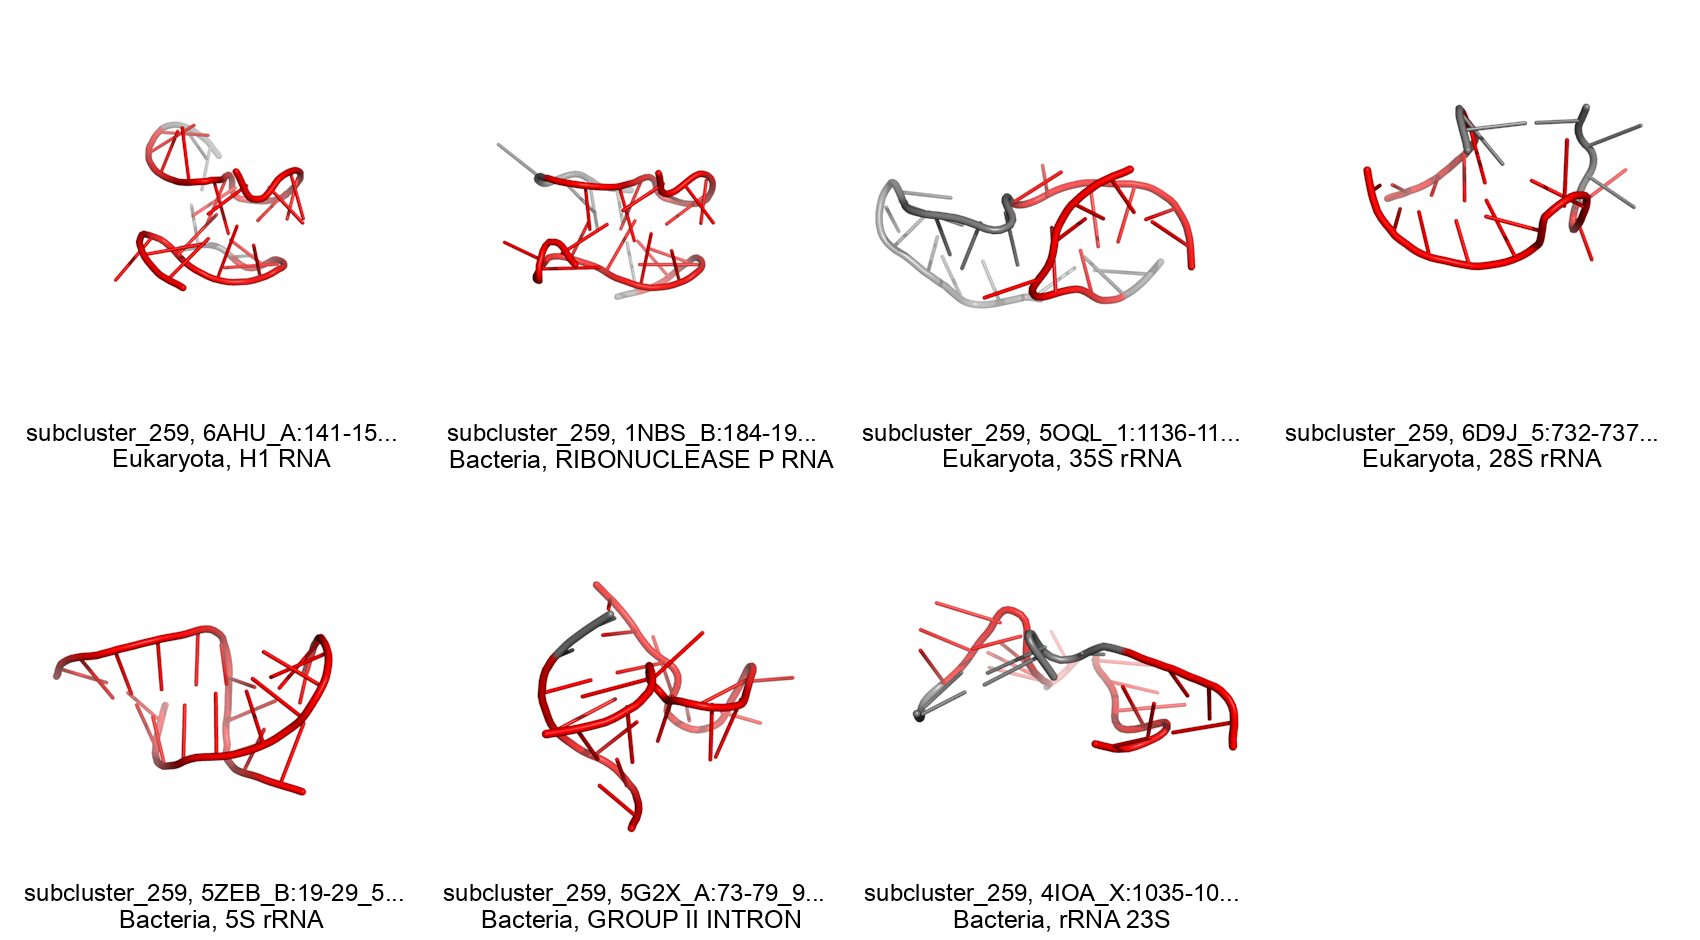 subcluster_259, 6AHU_A:141-15...
Eukaryota, H1 RNA
subcluster_259, 1NBS_B:184-19...
Bacteria, RIBONUCLEASE P RNA
subcluster_259, 5OQL_1:1136-11...
Eukaryota, 35S rRNA
subcluster_259, 6D9J_5:732-737...
Eukaryota, 28S rRNA
subcluster_259, 5ZEB_B:19-29_5...
Bacteria, 5S rRNA
subcluster_259, 5G2X_A:73-79_9...
Bacteria, GROUP II INTRON
subcluster_259, 4IOA_X:1035-10...
Bacteria, rRNA 23S